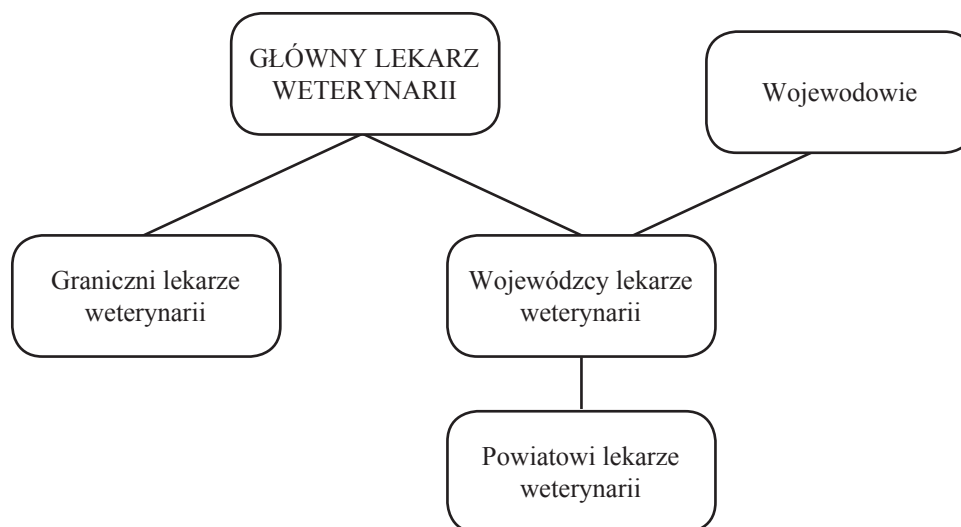 GŁÓWNY LEKARZ
WETERYNARII
Wojewodowie
Graniczni lekarze
weterynarii
Wojewódzcy lekarze
weterynarii
Powiatowi lekarze
weterynarii